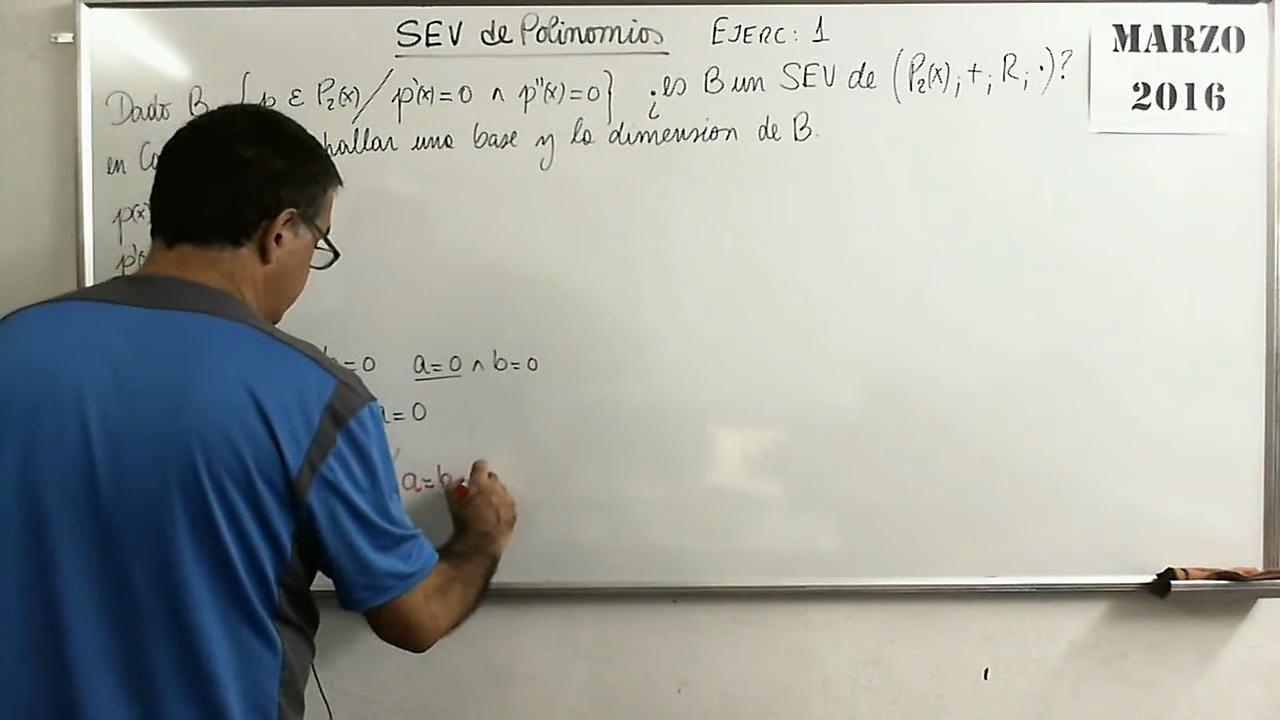 SEV de Polinomios EJERC: 1
MARZO
2016
Dado B { p ε P₂(x) / p'(x)=0 ∧ p''(x)=0} ¿es B un SEV de (P₂(x), +, R, ·)?
en hallar una base y la dimension de B.
p(x)
b=0 a=0 ∧ b=0
a=0
a=b